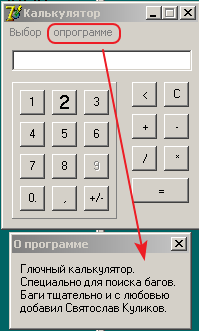 Калькулятор
Выбор опрограмме
1 2 3 < C
4 5 6 + -
7 8 9 / *
0. , +/- =
О программе
Глючный калькулятор.
Специально для поиска багов.
Баги тщательно и с любовью
добавил Святослав Куликов.